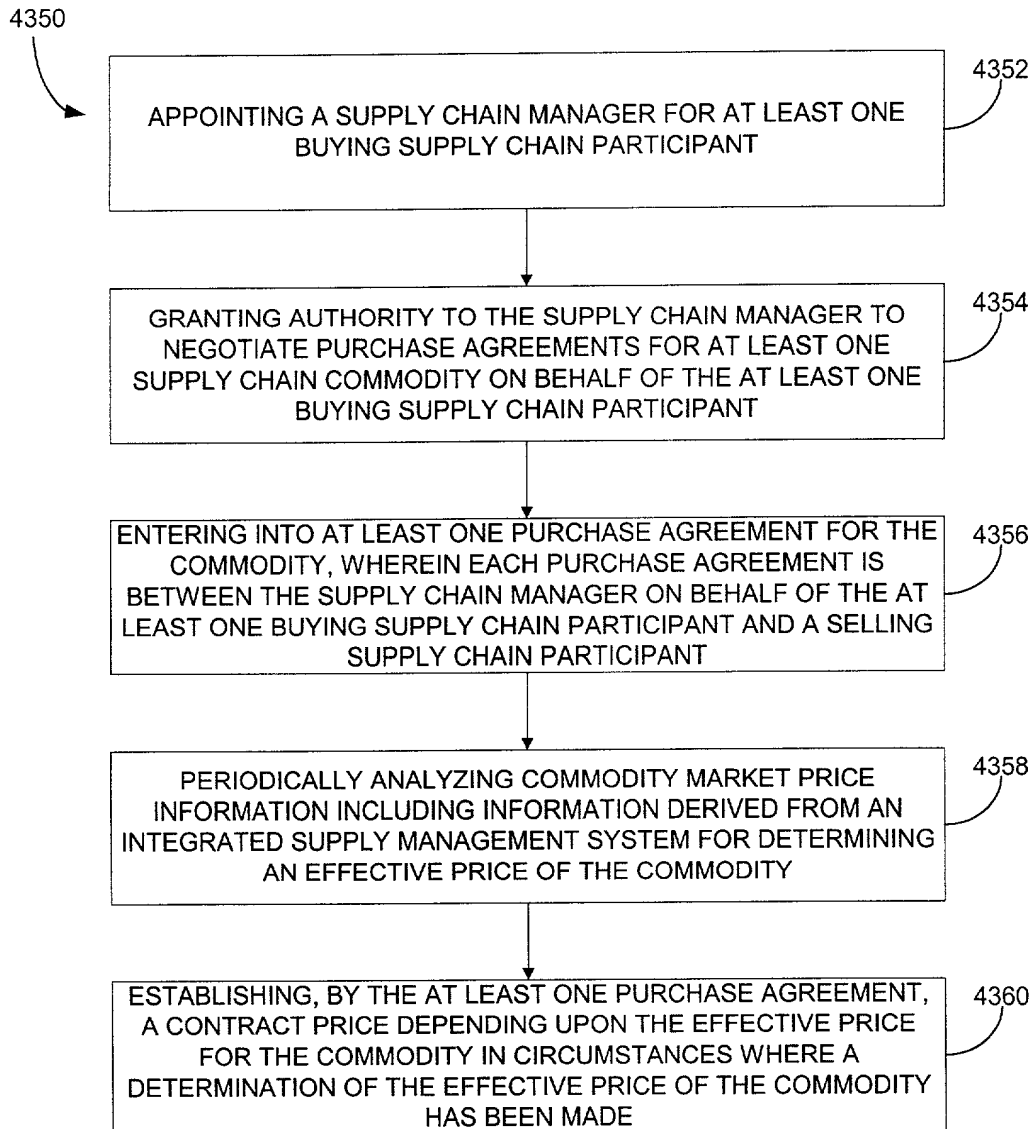 4350
4352
APPOINTING A SUPPLY CHAIN MANAGER FOR AT LEAST ONE
BUYING SUPPLY CHAIN PARTICIPANT
4354
GRANTING AUTHORITY TO THE SUPPLY CHAIN MANAGER TO
NEGOTIATE PURCHASE AGREEMENTS FOR AT LEAST ONE
SUPPLY CHAIN COMMODITY ON BEHALF OF THE AT LEAST ONE
BUYING SUPPLY CHAIN PARTICIPANT
4356
ENTERING INTO AT LEAST ONE PURCHASE AGREEMENT FOR THE
COMMODITY, WHEREIN EACH PURCHASE AGREEMENT IS
BETWEEN THE SUPPLY CHAIN MANAGER ON BEHALF OF THE AT
LEAST ONE BUYING SUPPLY CHAIN PARTICIPANT AND A SELLING
SUPPLY CHAIN PARTICIPANT
4358
PERIODICALLY ANALYZING COMMODITY MARKET PRICE
INFORMATION INCLUDING INFORMATION DERIVED FROM AN
INTEGRATED SUPPLY MANAGEMENT SYSTEM FOR DETERMINING
AN EFFECTIVE PRICE OF THE COMMODITY
4360
ESTABLISHING, BY THE AT LEAST ONE PURCHASE AGREEMENT,
A CONTRACT PRICE DEPENDING UPON THE EFFECTIVE PRICE
FOR THE COMMODITY IN CIRCUMSTANCES WHERE A
DETERMINATION OF THE EFFECTIVE PRICE OF THE COMMODITY
HAS BEEN MADE